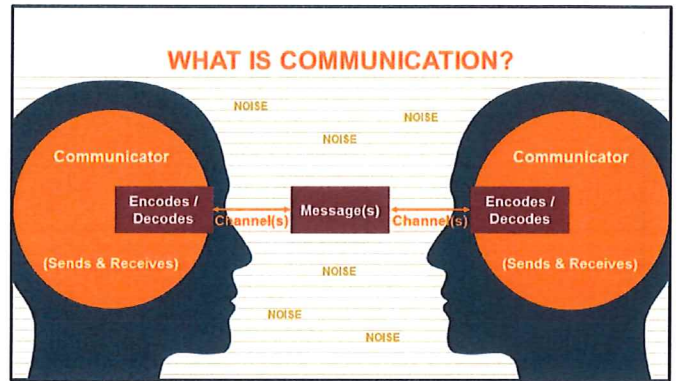 WHAT IS COMMUNICATION?
NOISE
NOISE
NOISE
Communicator
Encodes /
Decodes
(Sends & Receives)
Channel(s)
Message(s)
Channel(s)
Communicator
Encodes /
Decodes
(Sends & Receives)
NOISE
NOISE
NOISE